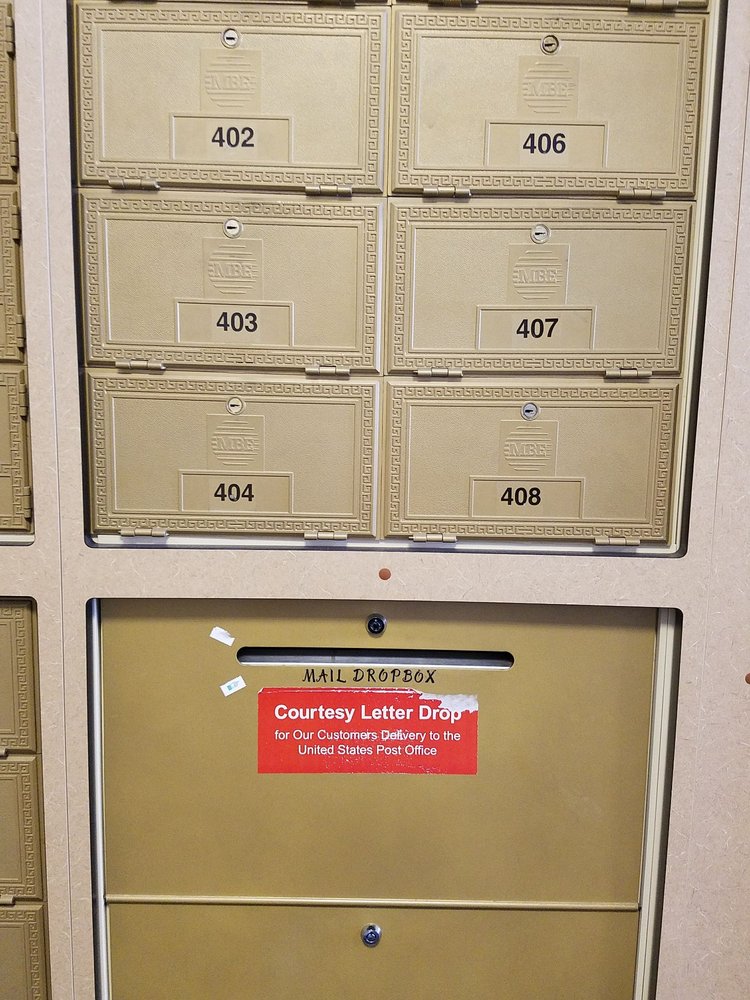 MBE
402
MBE
406
MBE
403
MBE
407
MBE
404
MBE
408
MAIL DROPBOX
Courtesy Letter Drop
for Our Customers Delivery to the
United States Post Office